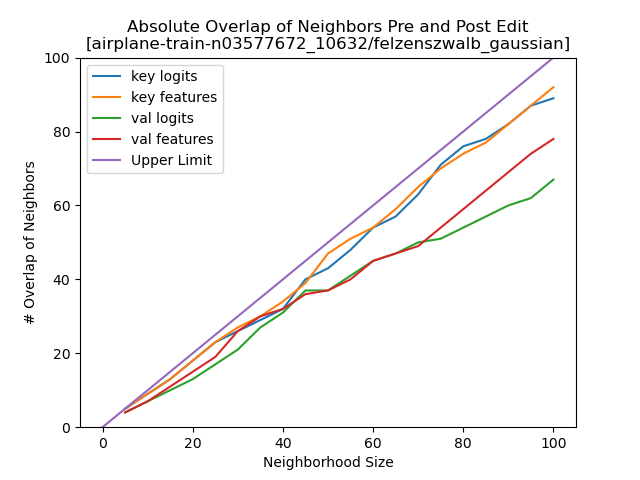 Absolute Overlap of Neighbors Pre and Post Edit
[airplane-train-n03577672_10632/felzenszwalb_gaussian]
key logits
key features
val logits
val features
Upper Limit
100
80
60
40
20
0
# Overlap of Neighbors
0 20 40 60 80 100
Neighborhood Size